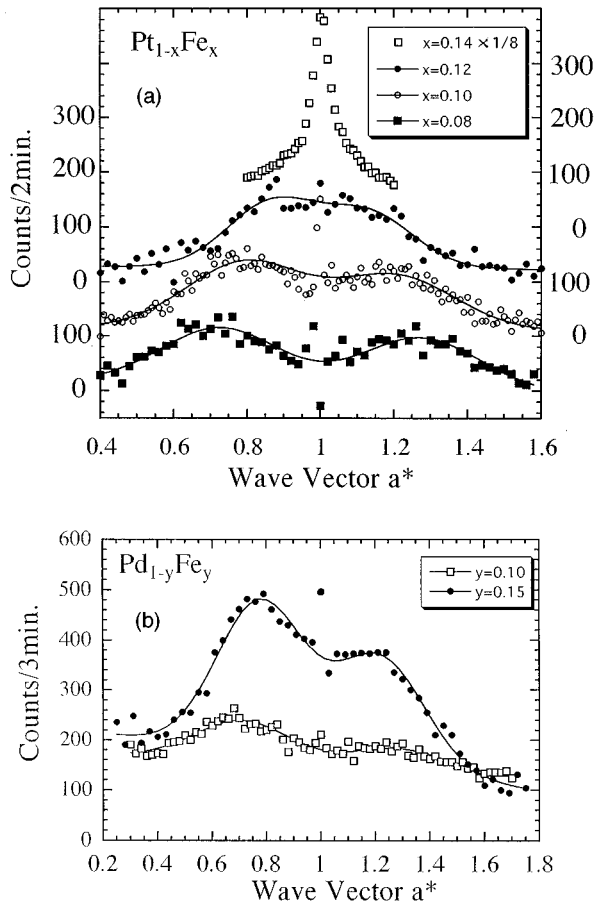 Pt1-xFex
(a)
x=0.14 ×1/8
x=0.12
x=0.10
x=0.08
Counts/2min.
300
200
100
0
100
0
300
200
100
0
100
0
0.4 0.6 0.8 1 1.2 1.4 1.6
Wave Vector a*
Pd1-yFey
(b)
y=0.10
y=0.15
Counts/3min.
600
500
400
300
200
100
0
0.2 0.4 0.6 0.8 1 1.2 1.4 1.6 1.8
Wave Vector a*